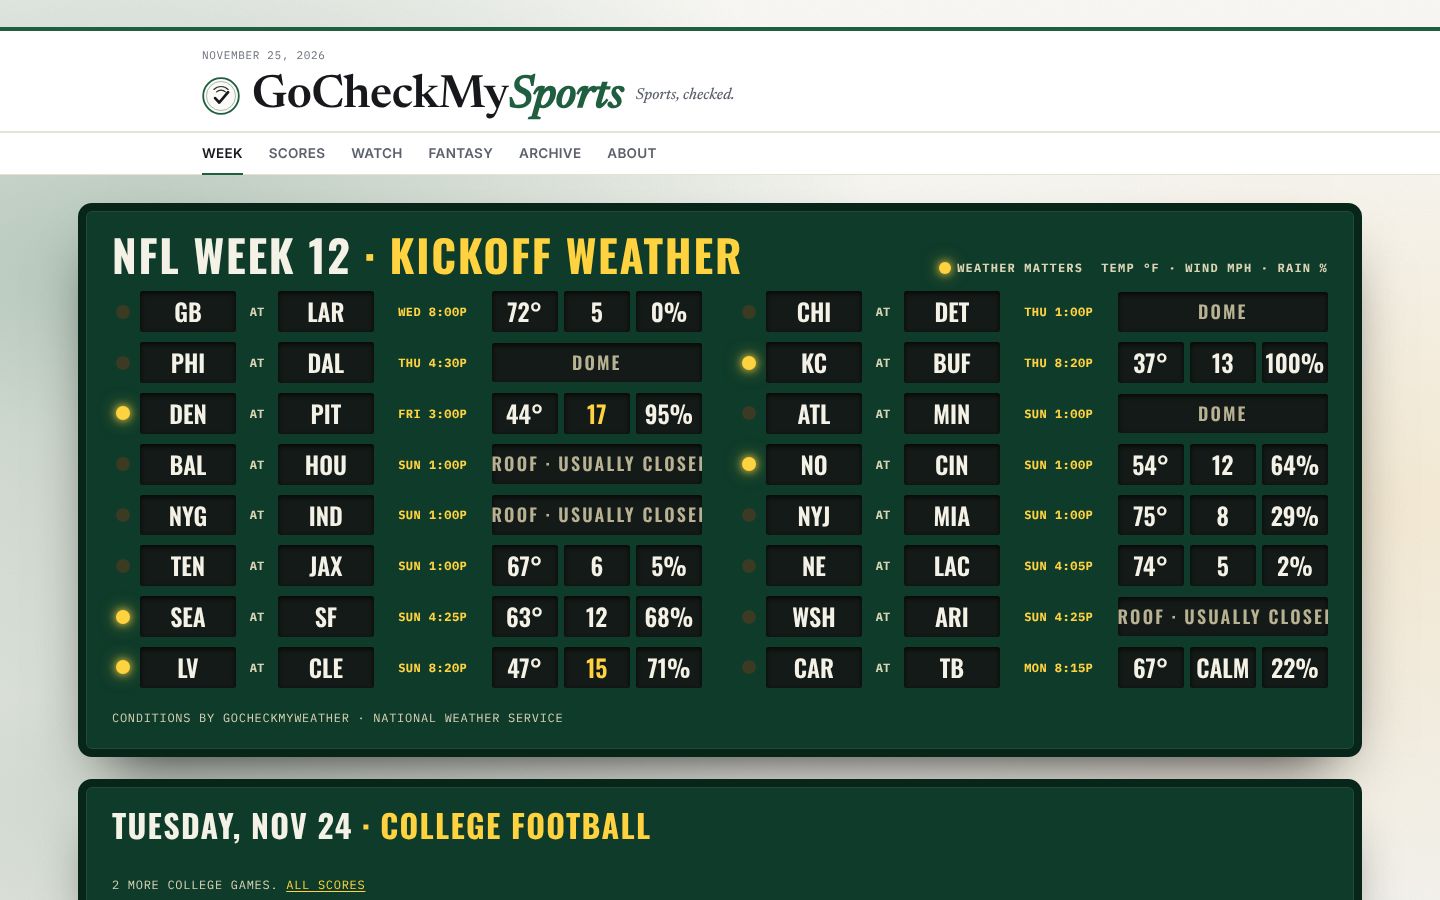 NOVEMBER 25, 2026
GoCheckMySports Sports, checked.
WEEK SCORES WATCH FANTASY ARCHIVE ABOUT
NFL WEEK 12 · KICKOFF WEATHER
WEATHER MATTERS TEMP °F · WIND MPH · RAIN %
GB AT LAR WED 8:00P 72° 5 0% CHI AT DET THU 1:00P DOME
PHI AT DAL THU 4:30P DOME KC AT BUF THU 8:20P 37° 13 100%
DEN AT PIT FRI 3:00P 44° 17 95% ATL AT MIN SUN 1:00P DOME
BAL AT HOU SUN 1:00P ROOF · USUALLY CLOSE NO AT CIN SUN 1:00P 54° 12 64%
NYG AT IND SUN 1:00P ROOF · USUALLY CLOSE NYJ AT MIA SUN 1:00P 75° 8 29%
TEN AT JAX SUN 1:00P 67° 6 5% NE AT LAC SUN 4:05P 74° 5 2%
SEA AT SF SUN 4:25P 63° 12 68% WSH AT ARI SUN 4:25P ROOF · USUALLY CLOSE
LV AT CLE SUN 8:20P 47° 15 71% CAR AT TB MON 8:15P 67° CALM 22%
CONDITIONS BY GOCHECKMYWEATHER · NATIONAL WEATHER SERVICE
TUESDAY, NOV 24 · COLLEGE FOOTBALL
2 MORE COLLEGE GAMES. ALL SCORES